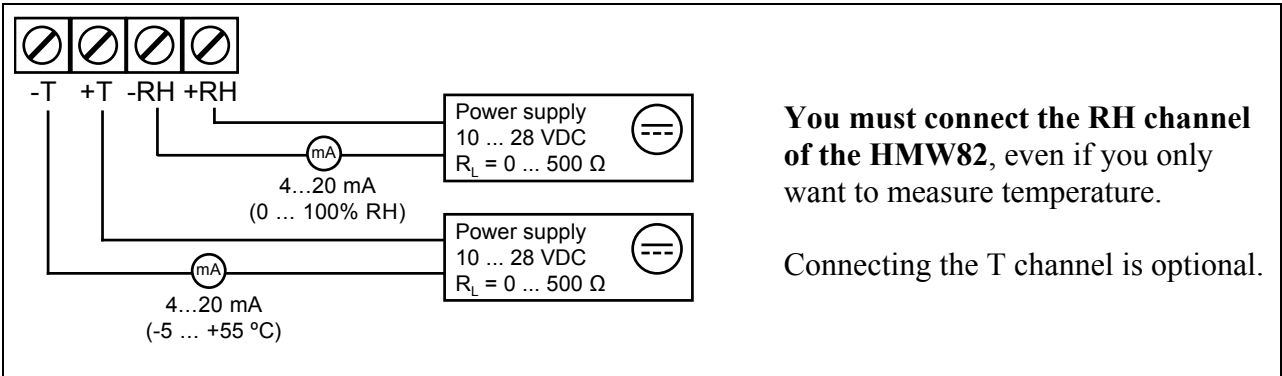 -T +T -RH +RH
Power supply
10 ... 28 VDC
R_L = 0 ... 500 Ω
mA
4...20 mA
(0 ... 100% RH)
Power supply
10 ... 28 VDC
R_L = 0 ... 500 Ω
mA
4...20 mA
(-5 ... +55 ºC)
You must connect the RH channel
of the HMW82, even if you only
want to measure temperature.
Connecting the T channel is optional.